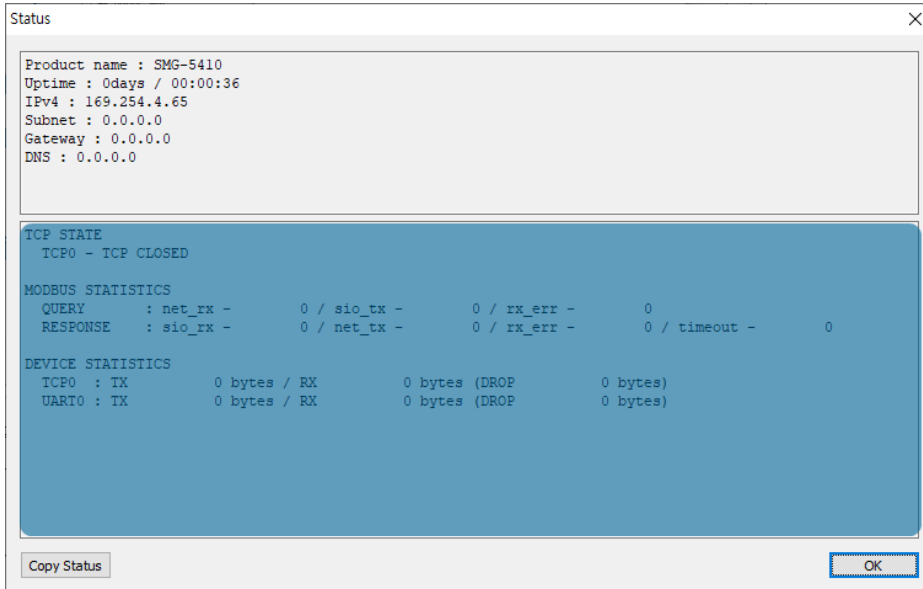 Status
Product name : SMG-5410
Uptime : 0days / 00:00:36
IPv4 : 169.254.4.65
Subnet : 0.0.0.0
Gateway : 0.0.0.0
DNS : 0.0.0.0
TCP STATE
TCP0 - TCP CLOSED
MODBUS STATISTICS
QUERY : net_rx - 0 / sio_tx - 0 / rx_err - 0
RESPONSE : sio_rx - 0 / net_tx - 0 / rx_err - 0 / timeout - 0
DEVICE STATISTICS
TCP0 : TX 0 bytes / RX 0 bytes (DROP 0 bytes)
UART0 : TX 0 bytes / RX 0 bytes (DROP 0 bytes)
Copy Status
OK